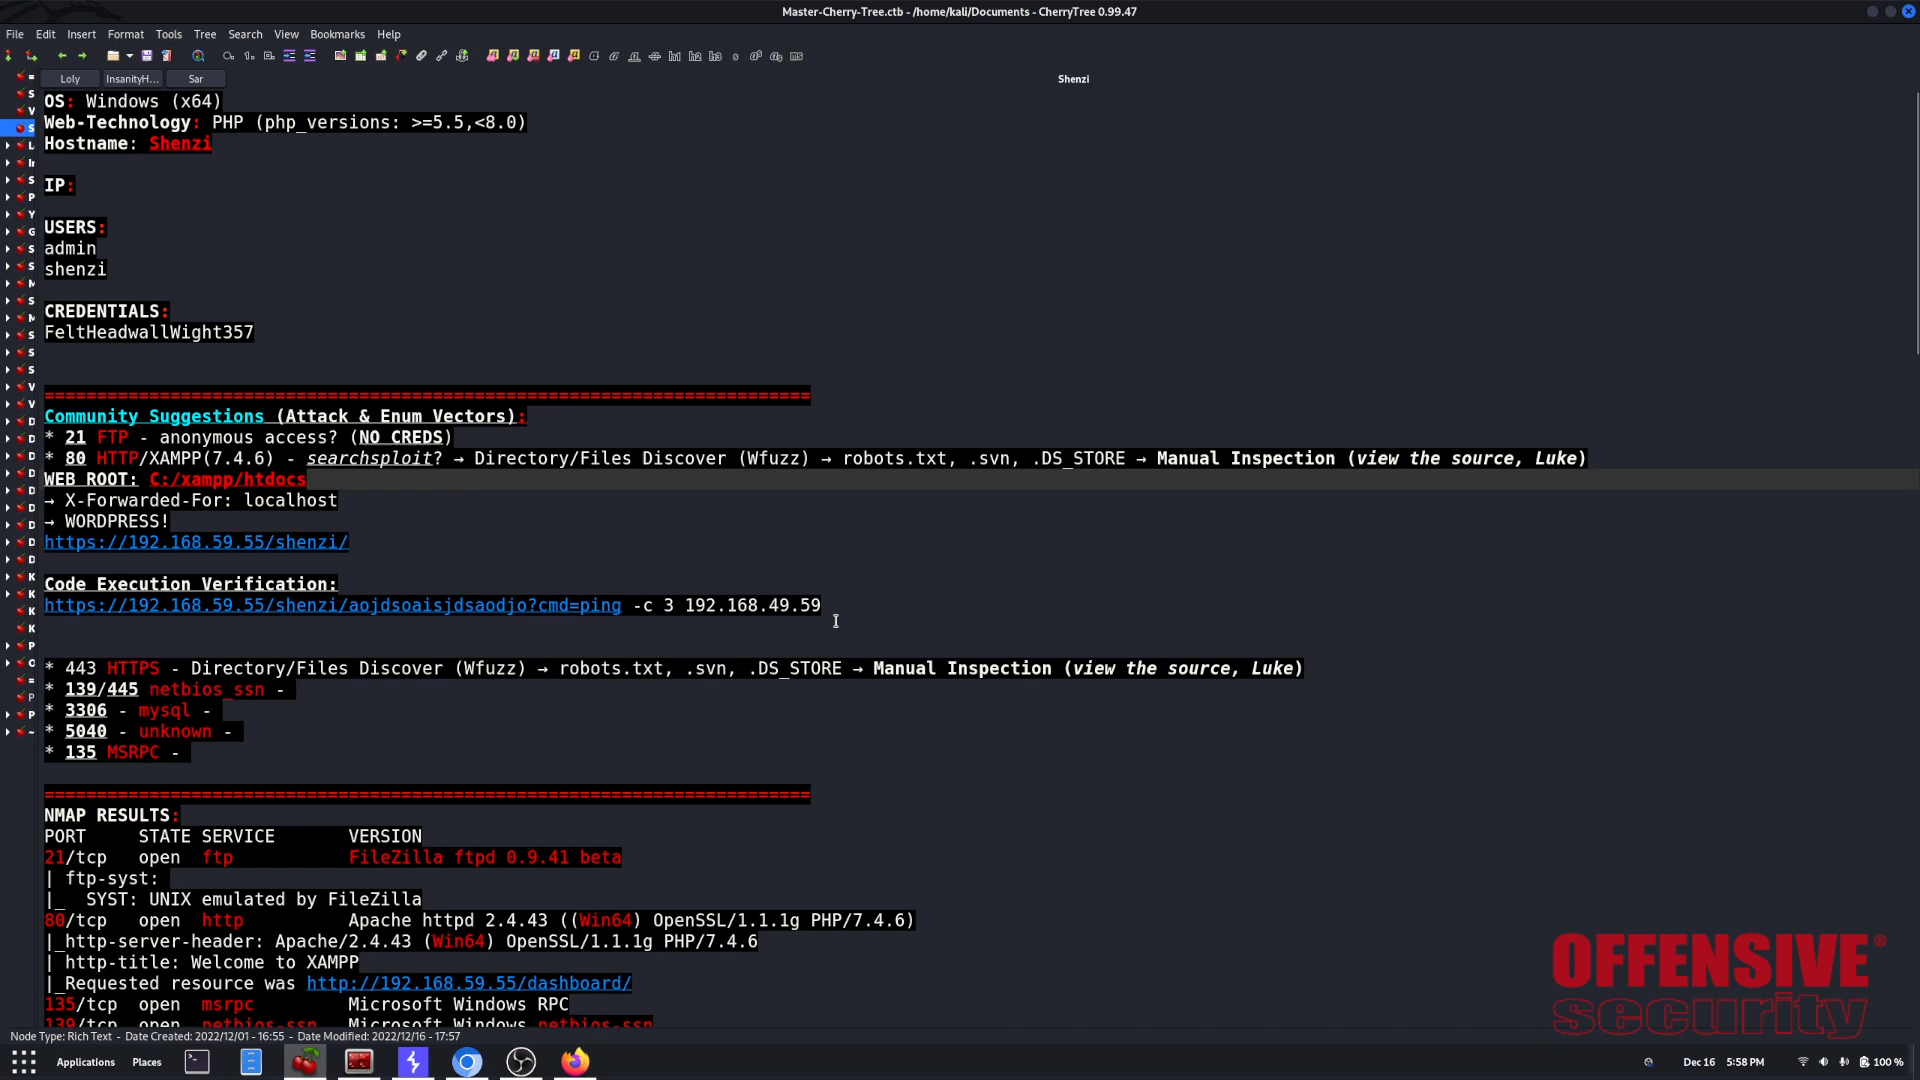 Master-Cherry-Tree.ctb - /home/kali/Documents - CherryTree 0.99.47
File Edit Insert Format Tools Tree Search View Bookmarks Help
Loly InsanityH... Sar Shenzi
OS: Windows (x64)
Web-Technology: PHP (php_versions: >=5.5,<8.0)
Hostname: Shenzi
IP:
USERS:
admin
shenzi
CREDENTIALS:
FeltHeadwallWight357
=========================================================================
Community Suggestions (Attack & Enum Vectors):
* 21 FTP - anonymous access? (NO CREDS)
* 80 HTTP/XAMPP(7.4.6) - searchsploit? → Directory/Files Discover (Wfuzz) → robots.txt, .svn, .DS_STORE → Manual Inspection (view the source, Luke)
WEB ROOT: C:/xampp/htdocs
→ X-Forwarded-For: localhost
→ WORDPRESS!
https://192.168.59.55/shenzi/
Code Execution Verification:
https://192.168.59.55/shenzi/aojdsoaisjdsaodjo?cmd=ping -c 3 192.168.49.59
* 443 HTTPS - Directory/Files Discover (Wfuzz) → robots.txt, .svn, .DS_STORE → Manual Inspection (view the source, Luke)
* 139/445 netbios_ssn -
* 3306 - mysql -
* 5040 - unknown -
* 135 MSRPC -
=========================================================================
NMAP RESULTS:
PORT STATE SERVICE VERSION
21/tcp open ftp FileZilla ftpd 0.9.41 beta
| ftp-syst:
|_ SYST: UNIX emulated by FileZilla
80/tcp open http Apache httpd 2.4.43 ((Win64) OpenSSL/1.1.1g PHP/7.4.6)
|_http-server-header: Apache/2.4.43 (Win64) OpenSSL/1.1.1g PHP/7.4.6
| http-title: Welcome to XAMPP
|_Requested resource was http://192.168.59.55/dashboard/
135/tcp open msrpc Microsoft Windows RPC
139/tcp open netbios-ssn Microsoft Windows netbios-ssn
OFFENSIVE®
security
Node Type: Rich Text - Date Created: 2022/12/01 - 16:55 - Date Modified: 2022/12/16 - 17:57
Applications Places Dec 16 5:58 PM 100 %